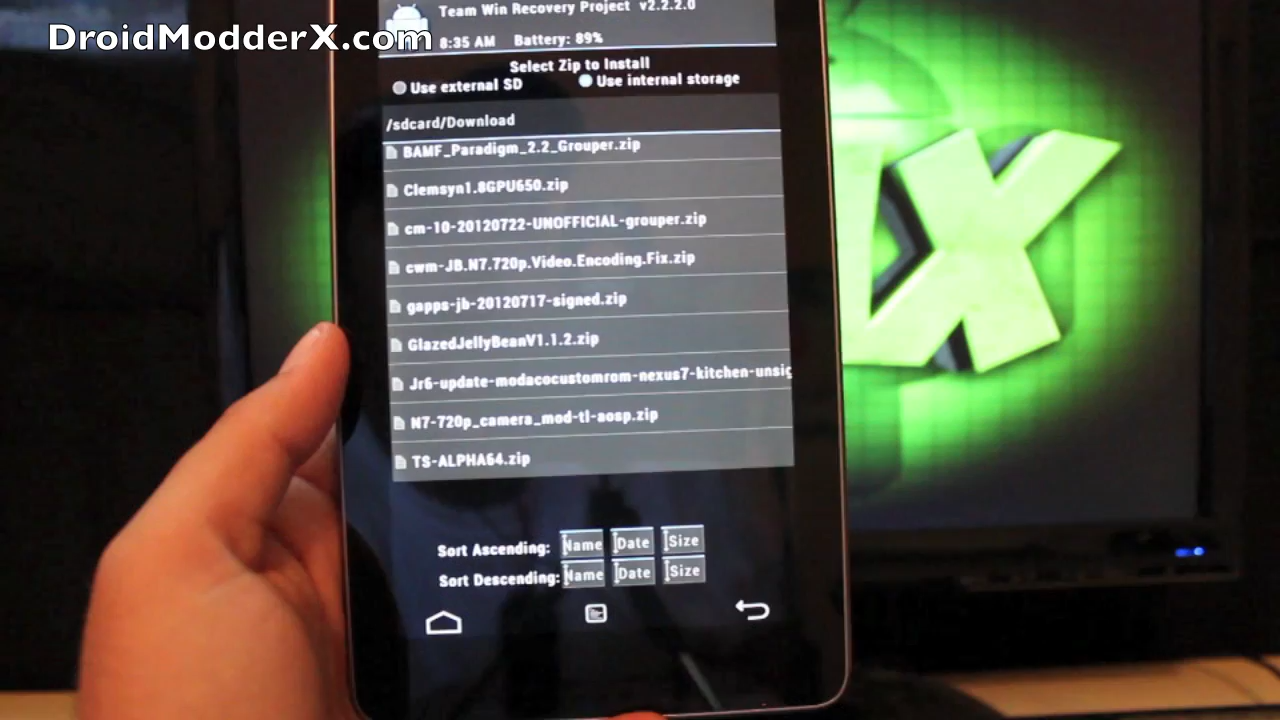 DroidModderX.com
Team Win Recovery Project v2.2.2.0
8:35 AM Battery: 89%
Select Zip to Install
Use external SD Use internal storage
/sdcard/Download
BAMF_Paradigm_2.2_Grouper.zip
Clemsyn1.8GPU650.zip
cm-10-20120722-UNOFFICIAL-grouper.zip
cwm-JB.N7.720p.Video.Encoding.Fix.zip
gapps-jb-20120717-signed.zip
GlazedJellyBeanV1.1.2.zip
Jr6-update-modacocustomrom-nexus7-kitchen-unsig
N7-720p_camera_mod-tl-aosp.zip
TS-ALPHA64.zip
Sort Ascending: Name Date Size
Sort Descending: Name Date Size
X